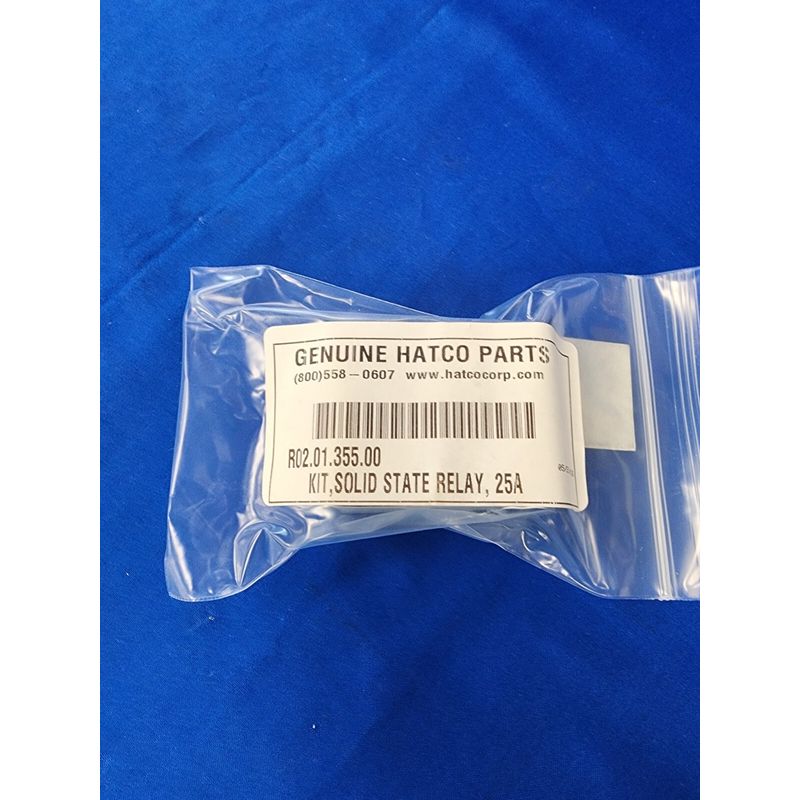 GENUINE HATCO PARTS
(800)558-0607 www.hatcocorp.com
R02.01.355.00
KIT,SOLID STATE RELAY, 25A